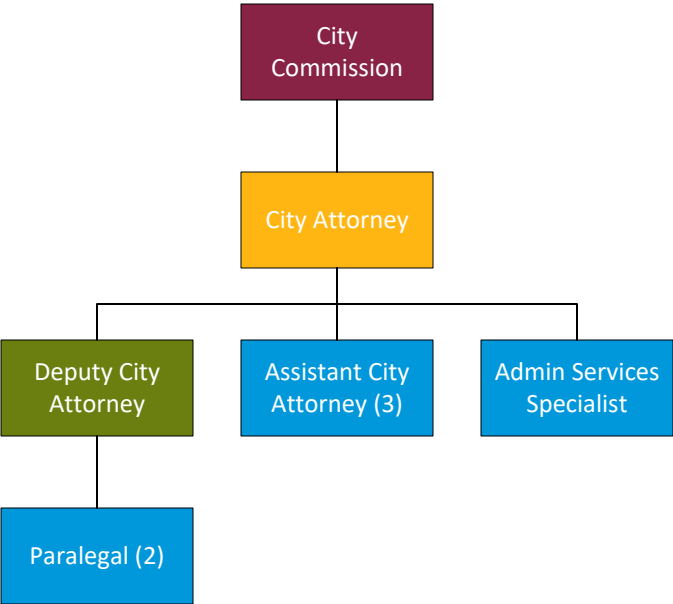 City
Commission
City Attorney
Deputy City
Attorney
Assistant City
Attorney (3)
Admin Services
Specialist
Paralegal (2)